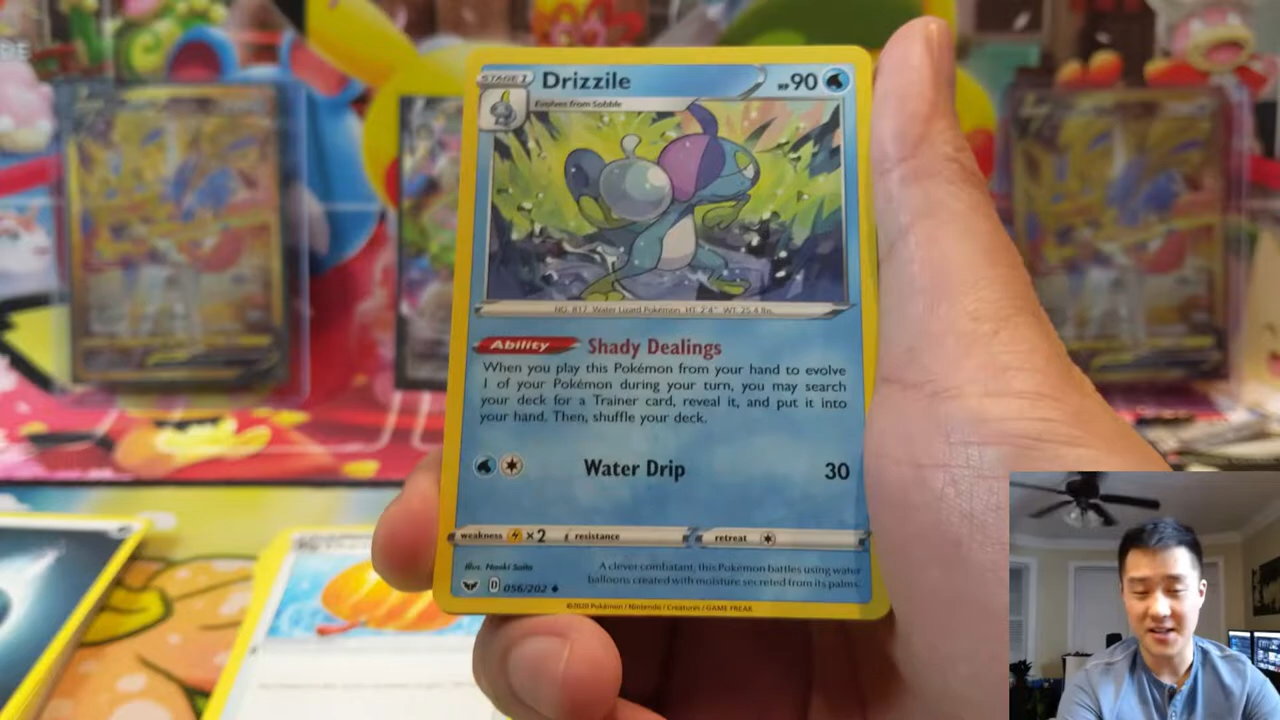 DE
STAGE 1
Drizzile
HP 90
Evolves from Sobble
NO. 817 Water Lizard Pokémon HT: 2'4" WT: 25.4 lbs.
Ability Shady Dealings
When you play this Pokémon from your hand to evolve
1 of your Pokémon during your turn, you may search
your deck for a Trainer card, reveal it, and put it into
your hand. Then, shuffle your deck.
Water Drip 30
weakness ×2 resistance retreat
Illus. Naoki Saito
A clever combatant, this Pokémon battles using water
balloons created with moisture secreted from its palms.
D 056/202
©2020 Pokémon / Nintendo / Creatures / GAME FREAK